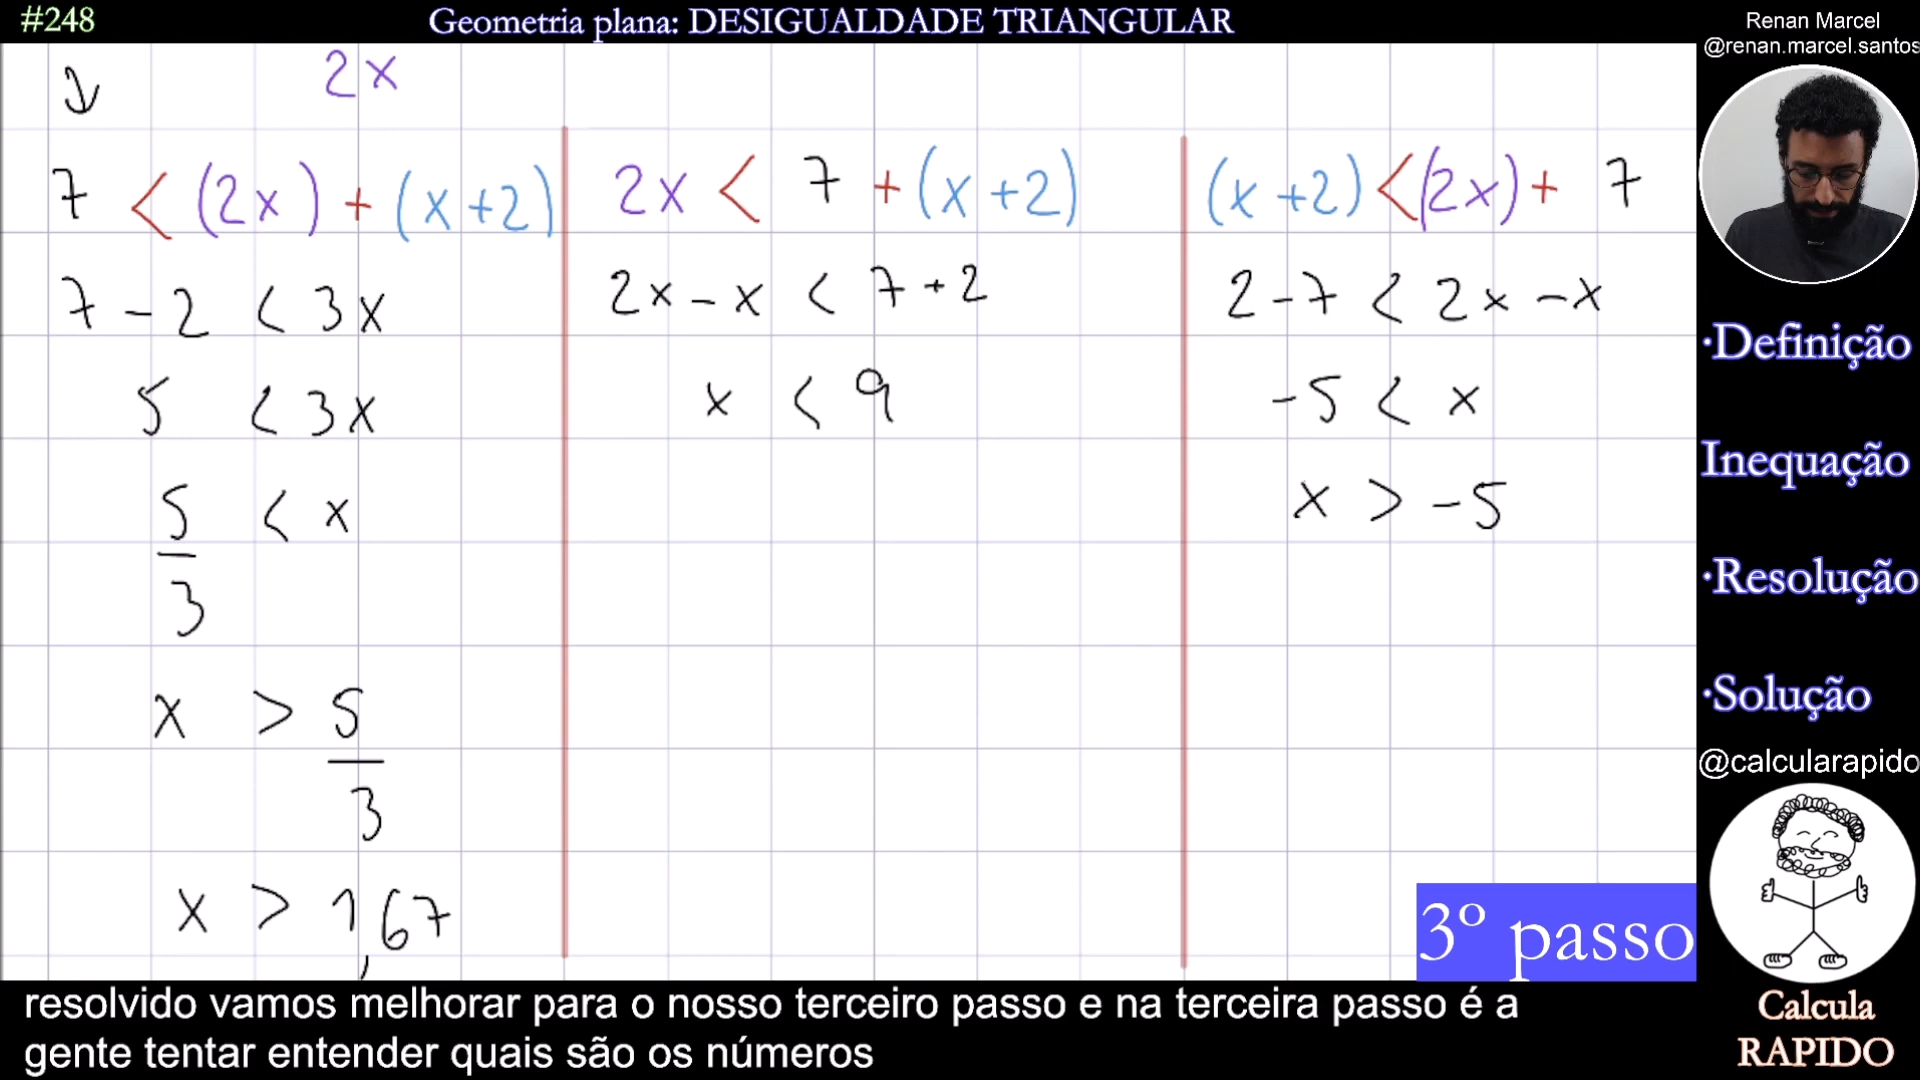 #248
Geometria plana: DESIGUALDADE TRIANGULAR
Renan Marcel
@renan.marcel.santos
2x
7 < (2x) + (x+2)
7 - 2 < 3x
5 < 3x
5/3 < x
x > 5/3
x > 1,67
2x < 7 + (x+2)
2x - x < 7 + 2
x < 9
(x+2) < (2x) + 7
2 - 7 < 2x - x
-5 < x
x > -5
·Definição
Inequação
·Resolução
·Solução
@calcularapido
3º passo
Calcula
RAPIDO
resolvido vamos melhorar para o nosso terceiro passo e na terceira passo é a
gente tentar entender quais são os números